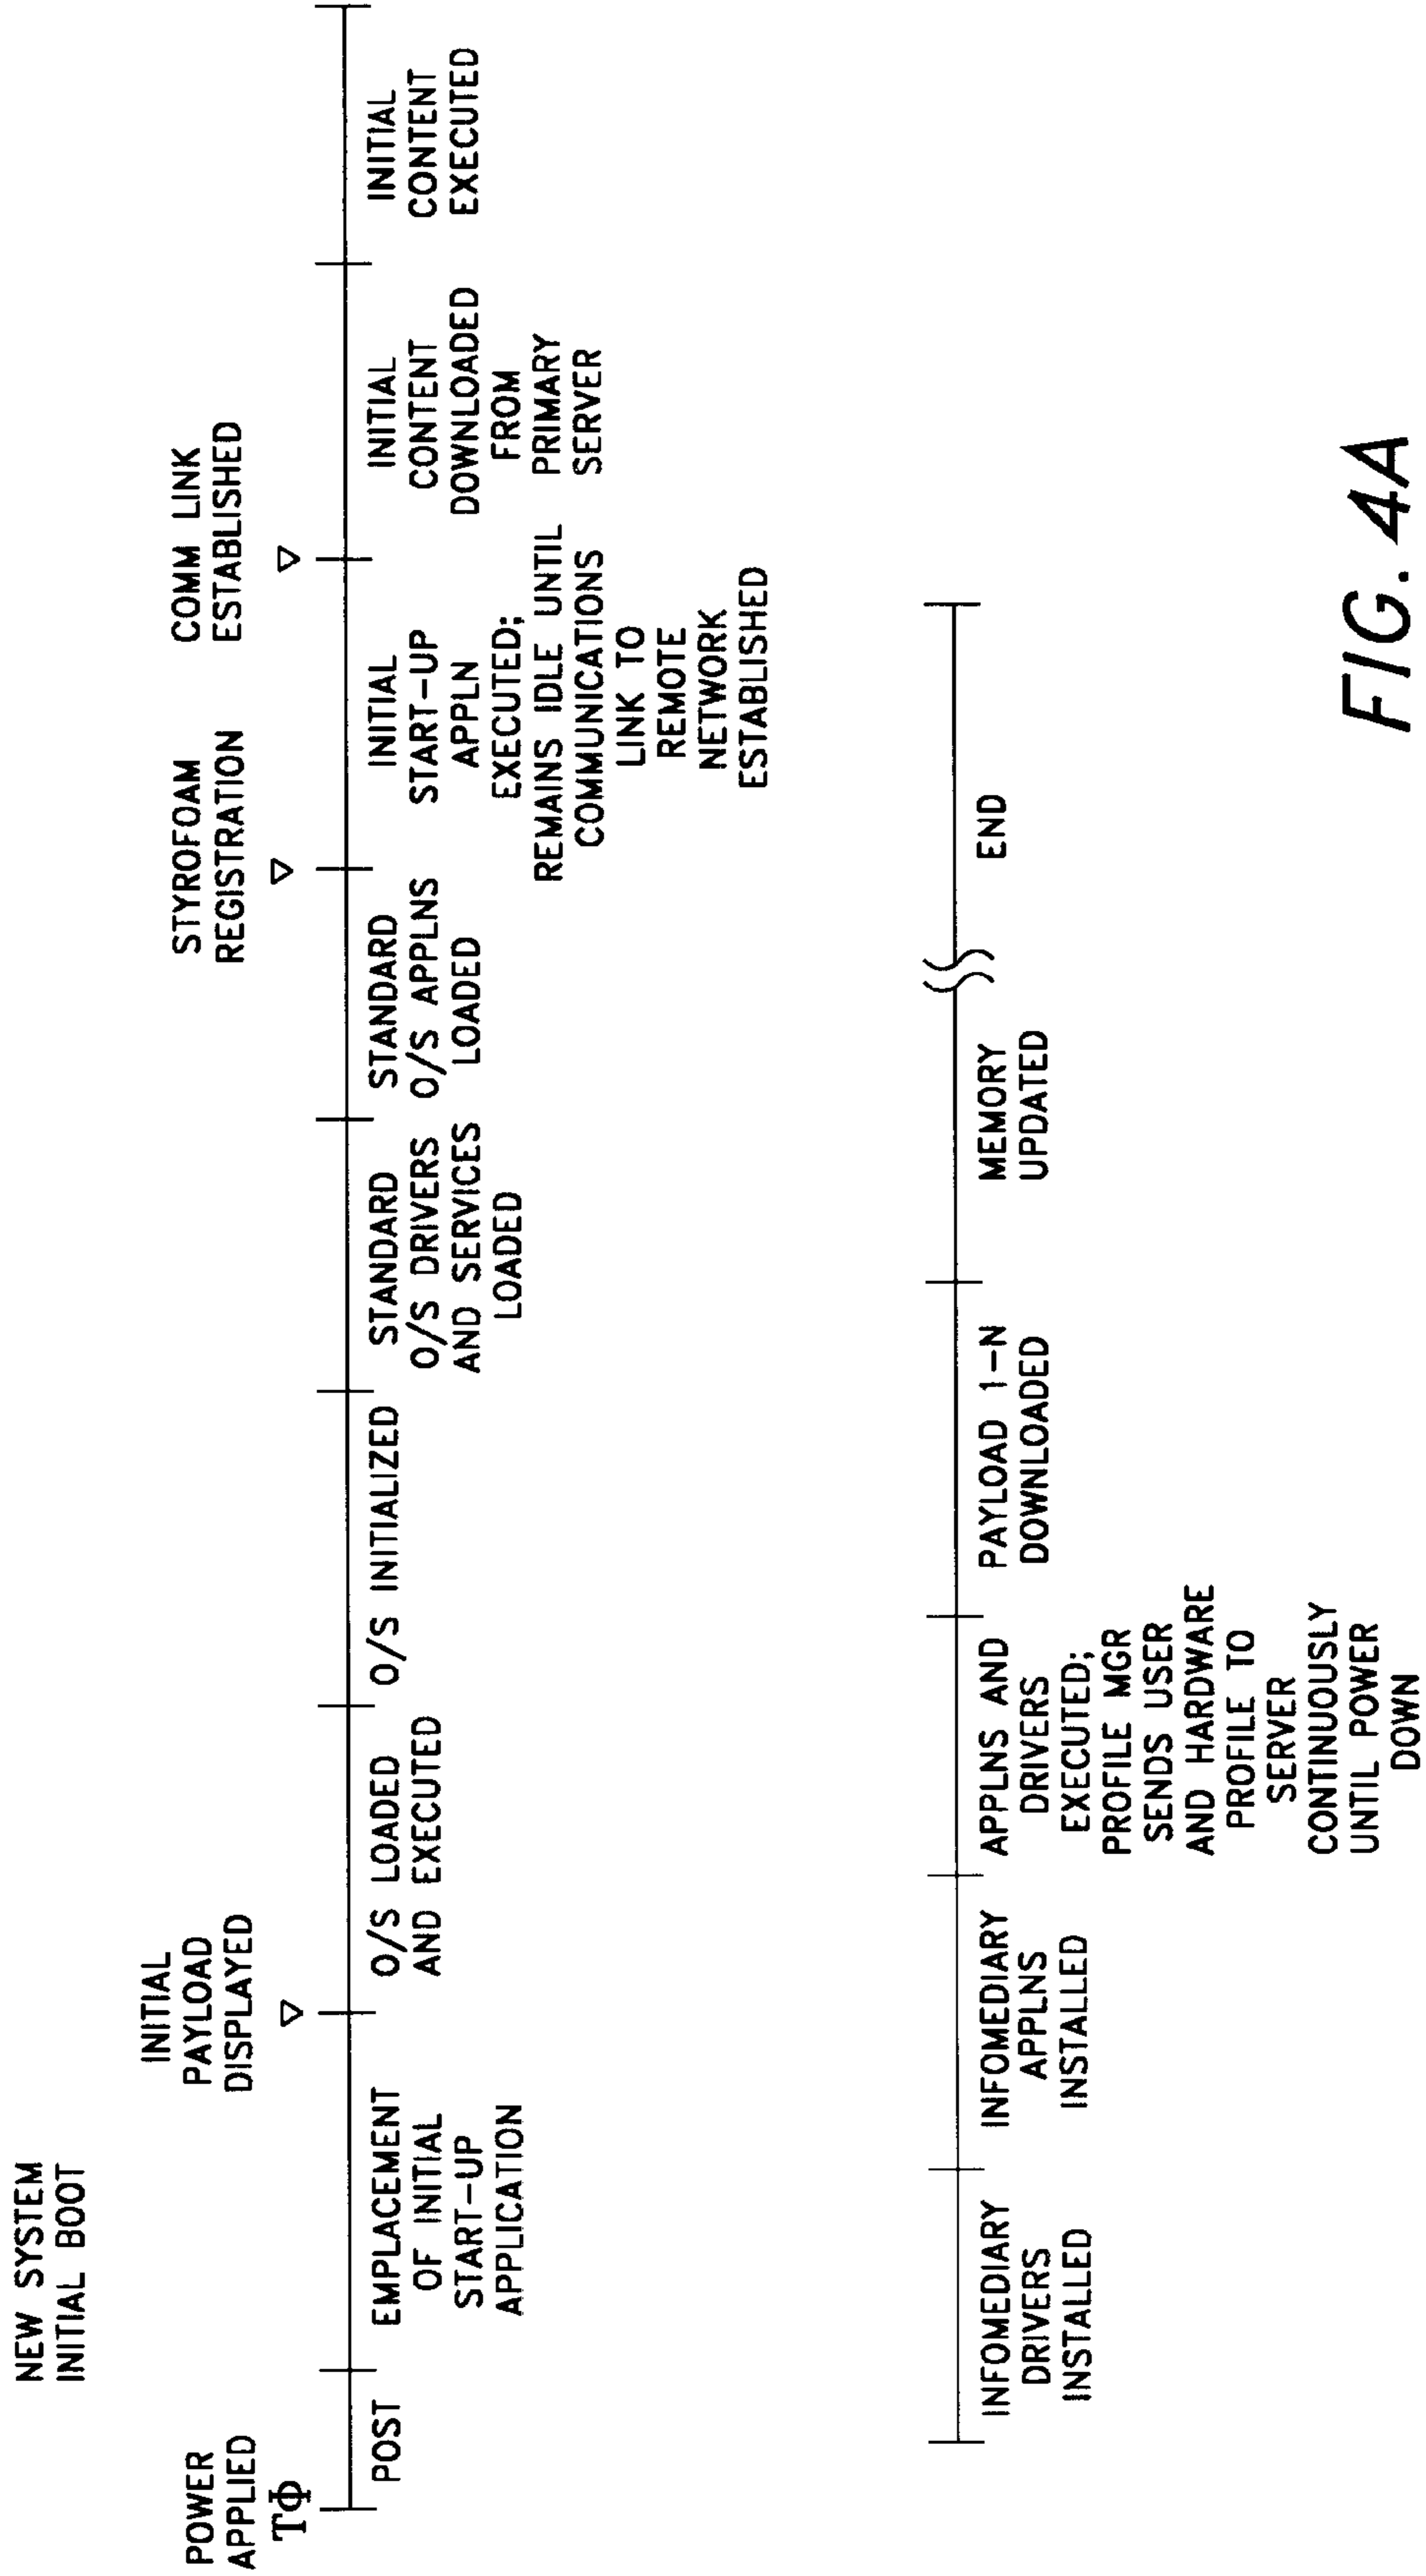 NEW SYSTEM
INITIAL BOOT
POWER
APPLIED
TΦ
INITIAL
PAYLOAD
DISPLAYED
STYROFOAM
REGISTRATION
COMM LINK
ESTABLISHED
POST
EMPLACEMENT
OF INITIAL
START-UP
APPLICATION
O/S LOADED
AND EXECUTED
O/S INITIALIZED
STANDARD
O/S DRIVERS
AND SERVICES
LOADED
STANDARD
O/S APPLNS
LOADED
INITIAL
START-UP
APPLN
EXECUTED;
REMAINS IDLE UNTIL
COMMUNICATIONS
LINK TO
REMOTE
NETWORK
ESTABLISHED
INITIAL
CONTENT
DOWNLOADED
FROM
PRIMARY
SERVER
INITIAL
CONTENT
EXECUTED
INFOMEDIARY
DRIVERS
INSTALLED
INFOMEDIARY
APPLNS
INSTALLED
APPLNS AND
DRIVERS
EXECUTED;
PROFILE MGR
SENDS USER
AND HARDWARE
PROFILE TO
SERVER
CONTINUOUSLY
UNTIL POWER
DOWN
PAYLOAD 1-N
DOWNLOADED
MEMORY
UPDATED
END
FIG. 4A